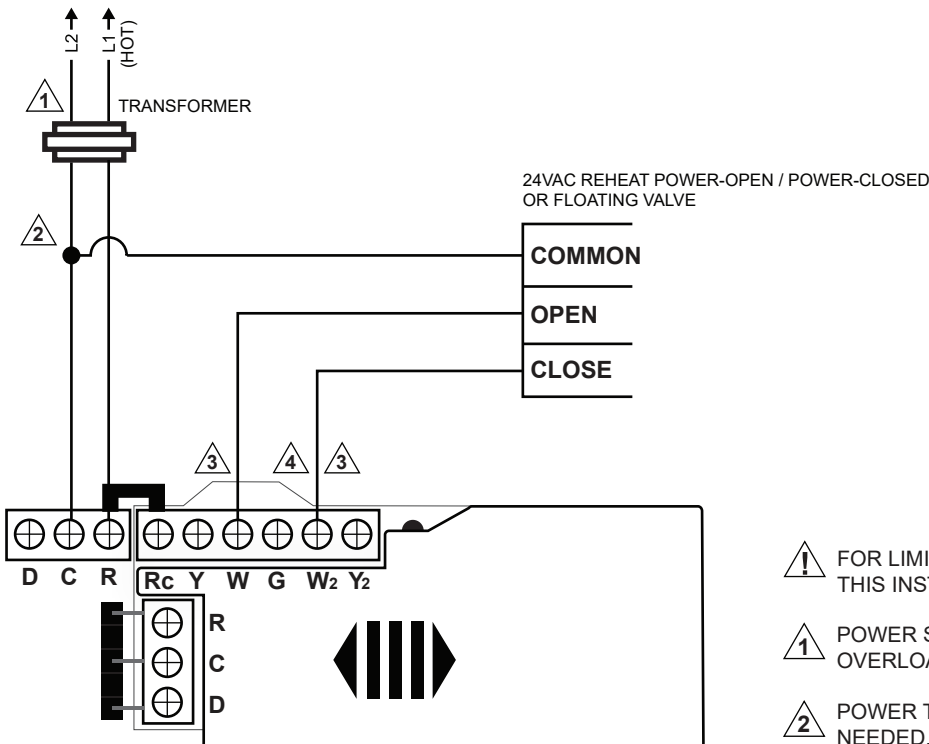 L2
L1
(HOT)
1
TRANSFORMER
24VAC REHEAT POWER-OPEN / POWER-CLOSED
OR FLOATING VALVE
2
COMMON
OPEN
CLOSE
3
4
3
D C R Rc Y W G W2 Y2
R
C
D
! FOR LIMI
THIS INST
1 POWER S
OVERLOA
2 POWER T
NEEDED.